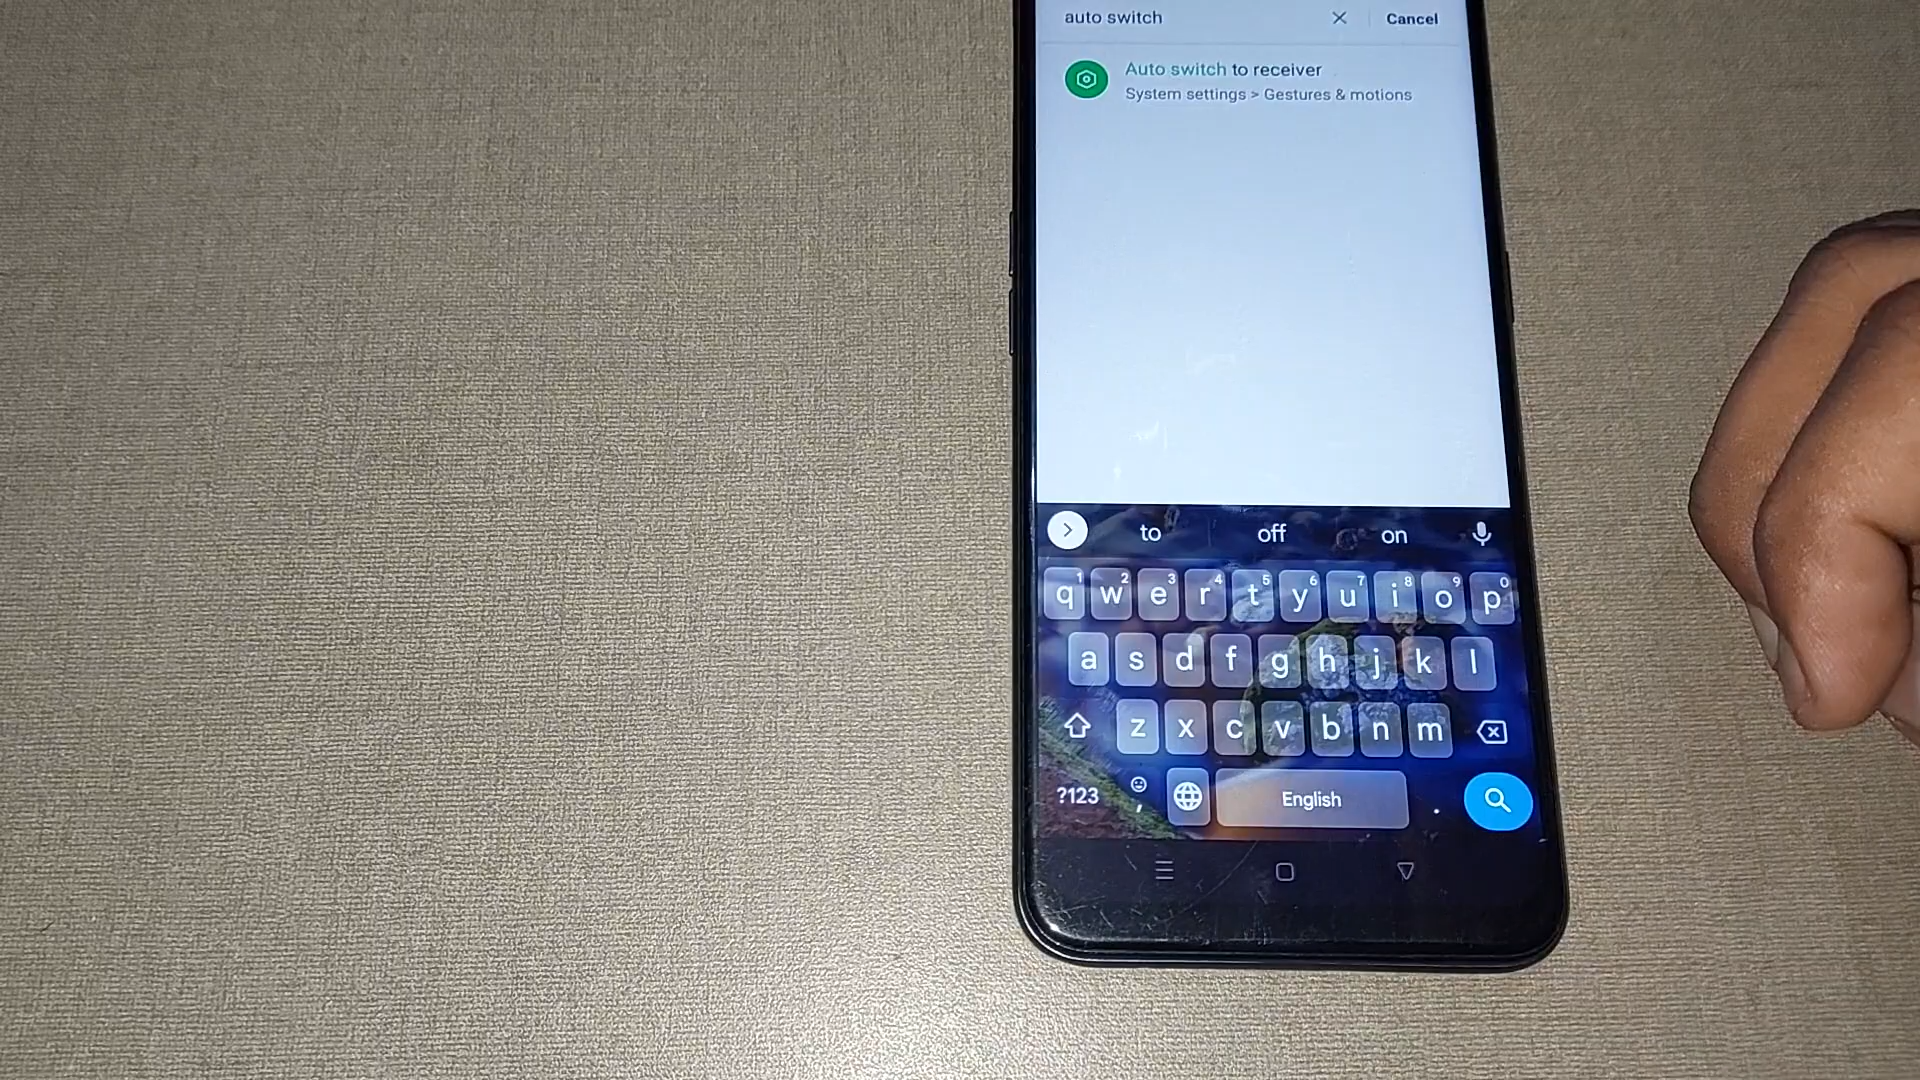 auto switch Cancel
Auto switch to receiver
System settings > Gestures & motions
to off on
1 2 3 4 5 6 7 8 9 0
q w e r t y u i o p
a s d f g h j k l
z x c v b n m
?123 , English .